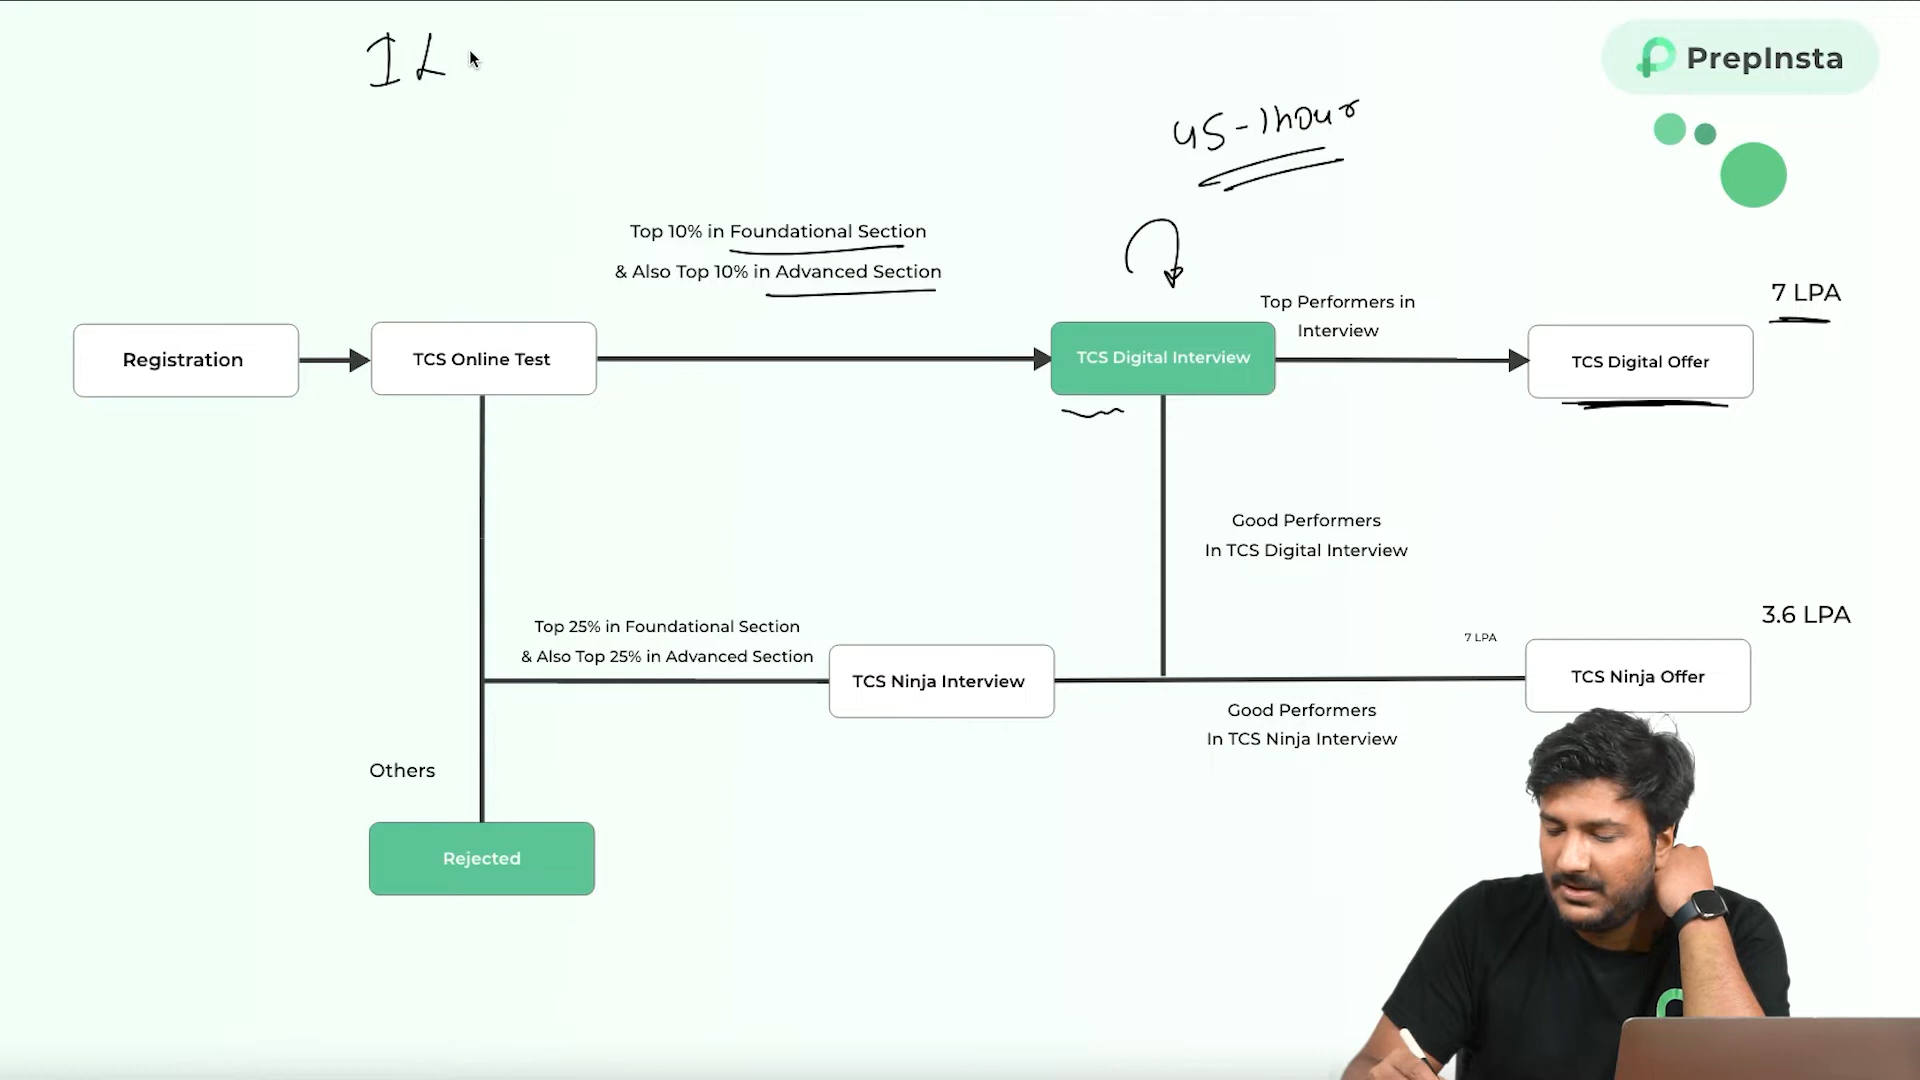 IL
PrepInsta
45-1hour
Top 10% in Foundational Section
& Also Top 10% in Advanced Section
7 LPA
Top Performers in
Interview
Registration
TCS Online Test
TCS Digital Interview
TCS Digital Offer
Good Performers
In TCS Digital Interview
3.6 LPA
Top 25% in Foundational Section
& Also Top 25% in Advanced Section
7 LPA
TCS Ninja Interview
TCS Ninja Offer
Good Performers
In TCS Ninja Interview
Others
Rejected